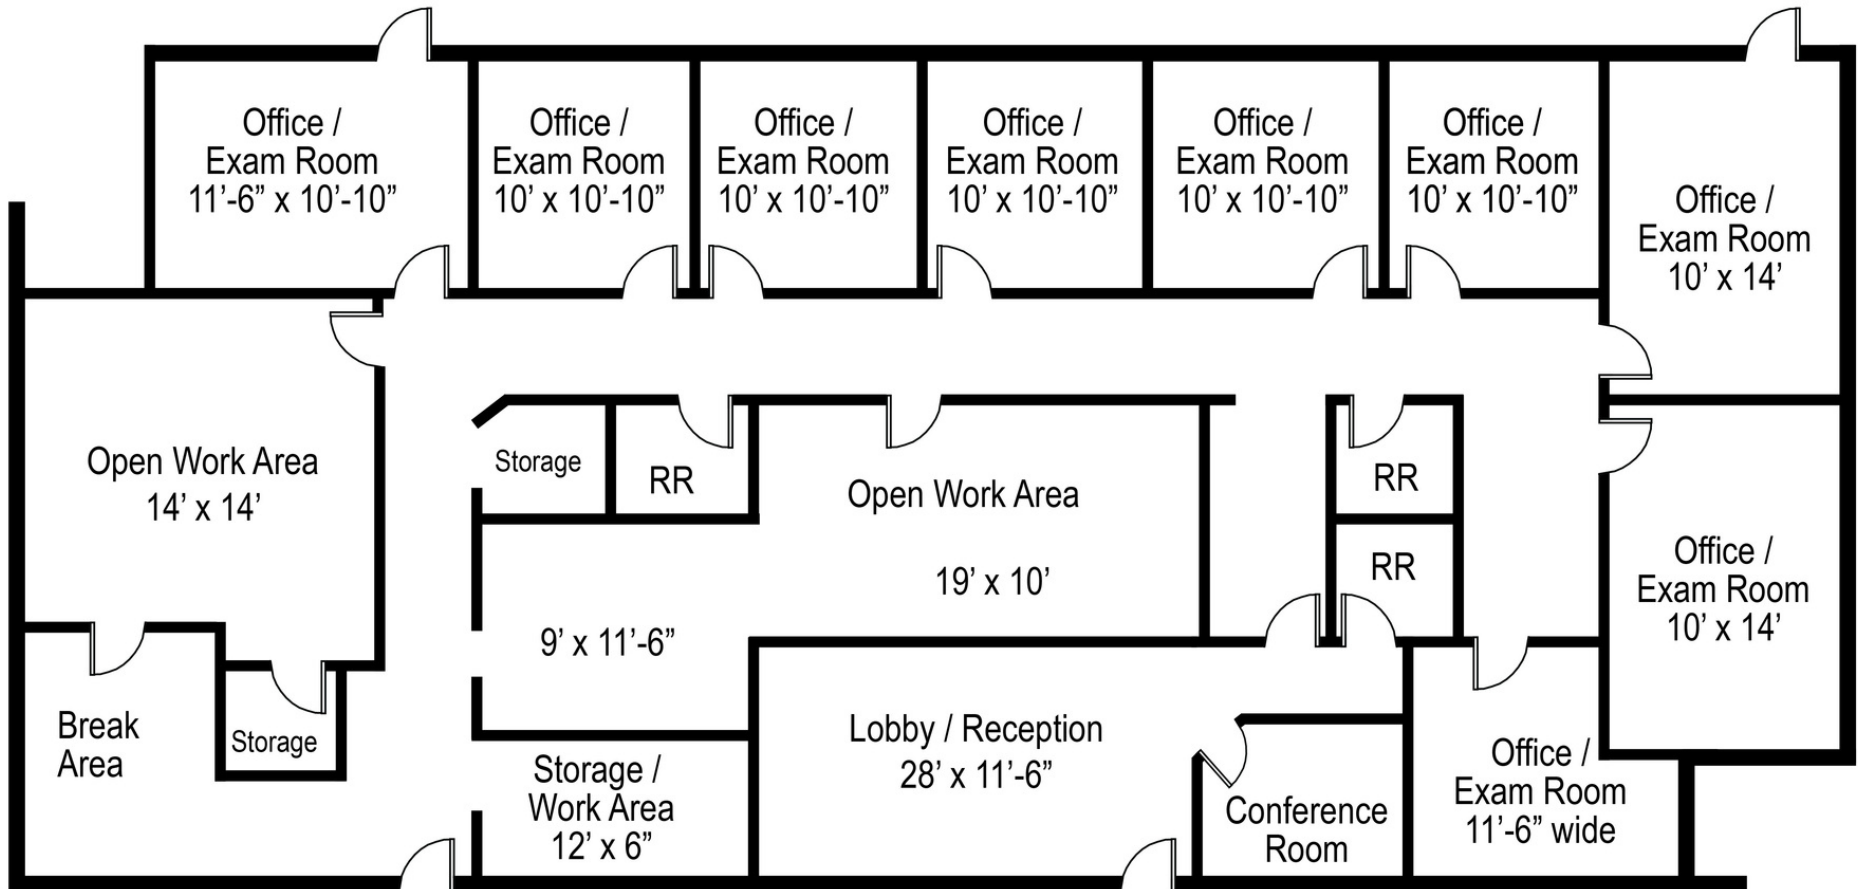 Office /
Exam Room
11’-6” x 10’-10”
Office /
Exam Room
10’ x 10’-10”
Office /
Exam Room
10’ x 10’-10”
Office /
Exam Room
10’ x 10’-10”
Office /
Exam Room
10’ x 10’-10”
Office /
Exam Room
10’ x 10’-10”
Office /
Exam Room
10’ x 14’
Open Work Area
14’ x 14’
Storage
RR
Open Work Area
19’ x 10’
RR
RR
Office /
Exam Room
10’ x 14’
9’ x 11’-6”
Break
Area
Storage
Storage /
Work Area
12’ x 6”
Lobby / Reception
28’ x 11’-6”
Conference
Room
Office /
Exam Room
11’-6” wide